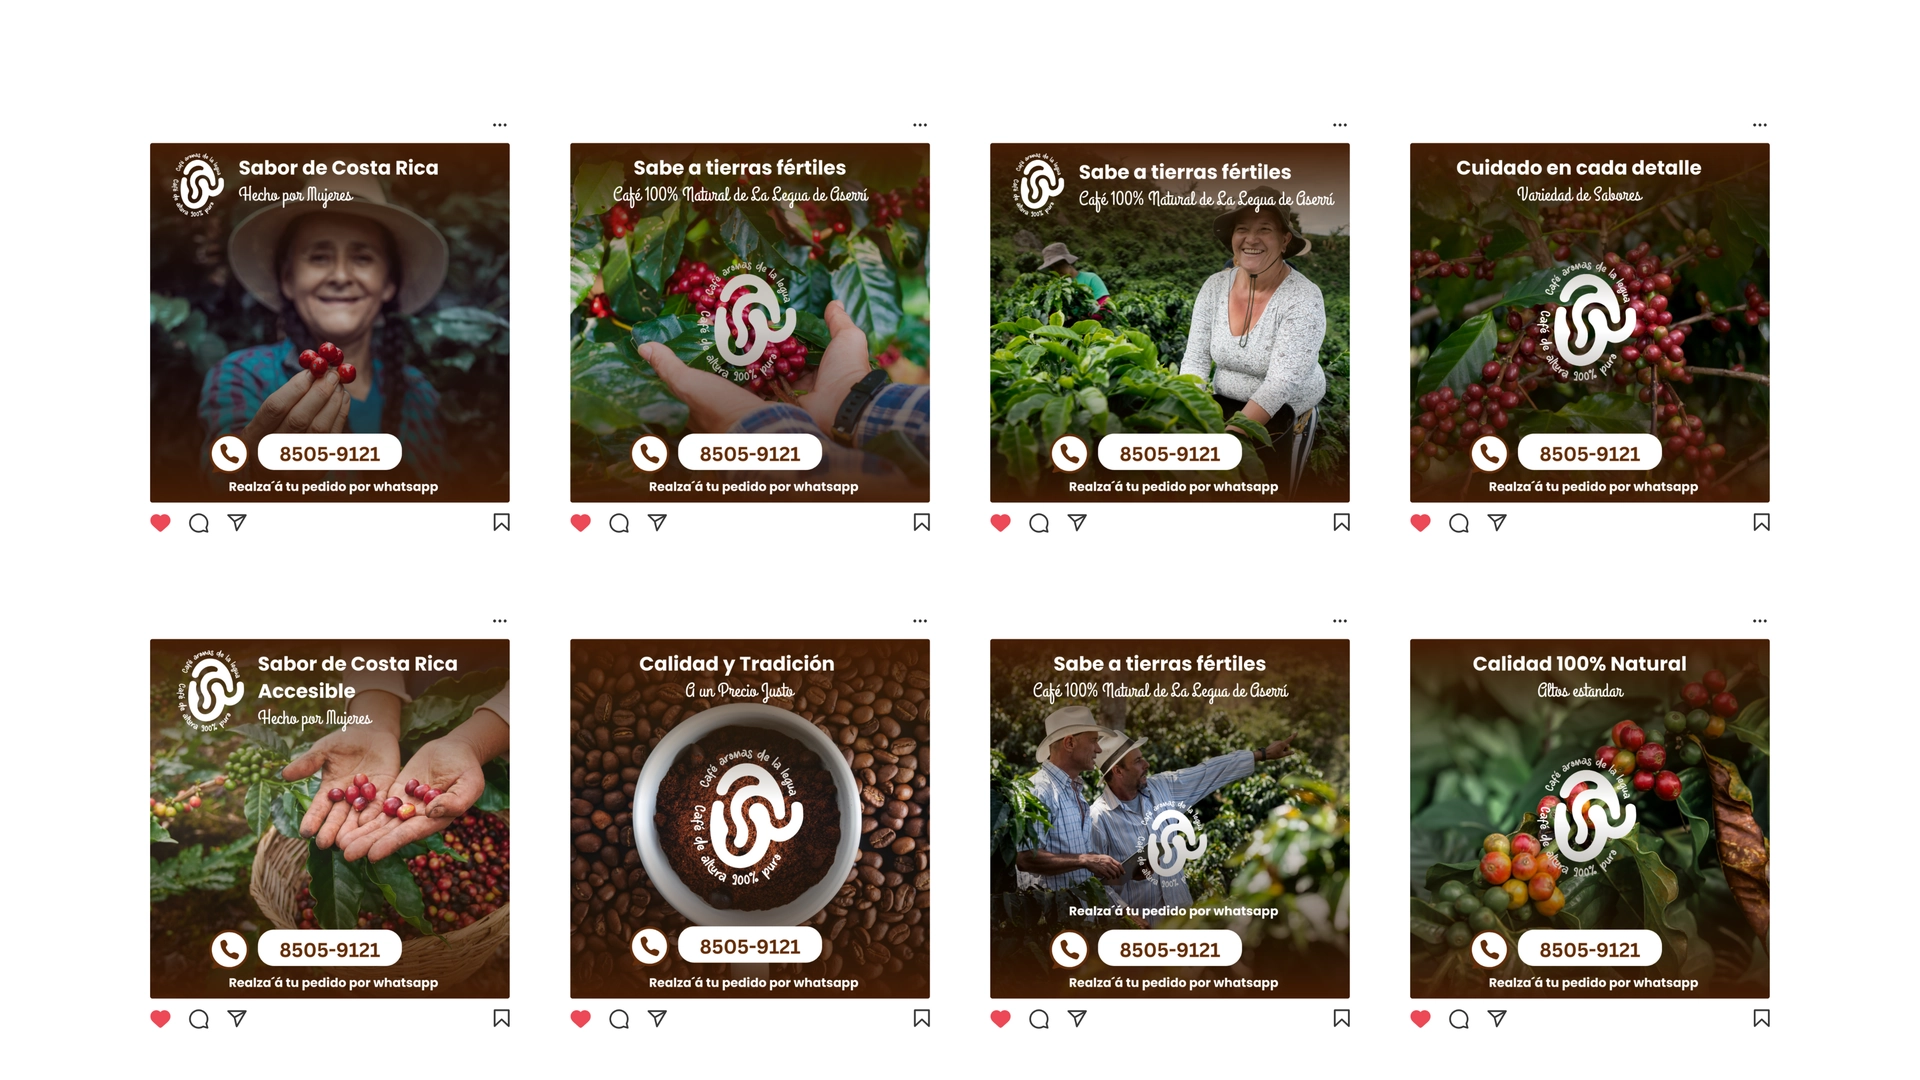 Café aromas de la legua
Café de altura 100% puro
Sabor de Costa Rica
Hecho por Mujeres
8505-9121
Realza´á tu pedido por whatsapp
Sabe a tierras fértiles
Café 100% Natural de La Legua de Aserrí
Café aromas de la legua
Café de altura 100% puro
8505-9121
Realza´á tu pedido por whatsapp
Café aromas de la legua
Café de altura 100% puro
Sabe a tierras fértiles
Café 100% Natural de La Legua de Aserrí
8505-9121
Realza´á tu pedido por whatsapp
Cuidado en cada detalle
Variedad de Sabores
Café aromas de la legua
Café de altura 100% puro
8505-9121
Realza´á tu pedido por whatsapp
Café aromas de la legua
Café de altura 100% puro
Sabor de Costa Rica
Accesible
Hecho por Mujeres
8505-9121
Realza´á tu pedido por whatsapp
Calidad y Tradición
A un Precio Justo
Café aromas de la legua
Café de altura 100% puro
8505-9121
Realza´á tu pedido por whatsapp
Sabe a tierras fértiles
Café 100% Natural de La Legua de Aserrí
Café aromas de la legua
Café de altura 100% puro
Realza´á tu pedido por whatsapp
8505-9121
Realza´á tu pedido por whatsapp
Calidad 100% Natural
Altos estandar
Café aromas de la legua
Café de altura 100% puro
8505-9121
Realza´á tu pedido por whatsapp